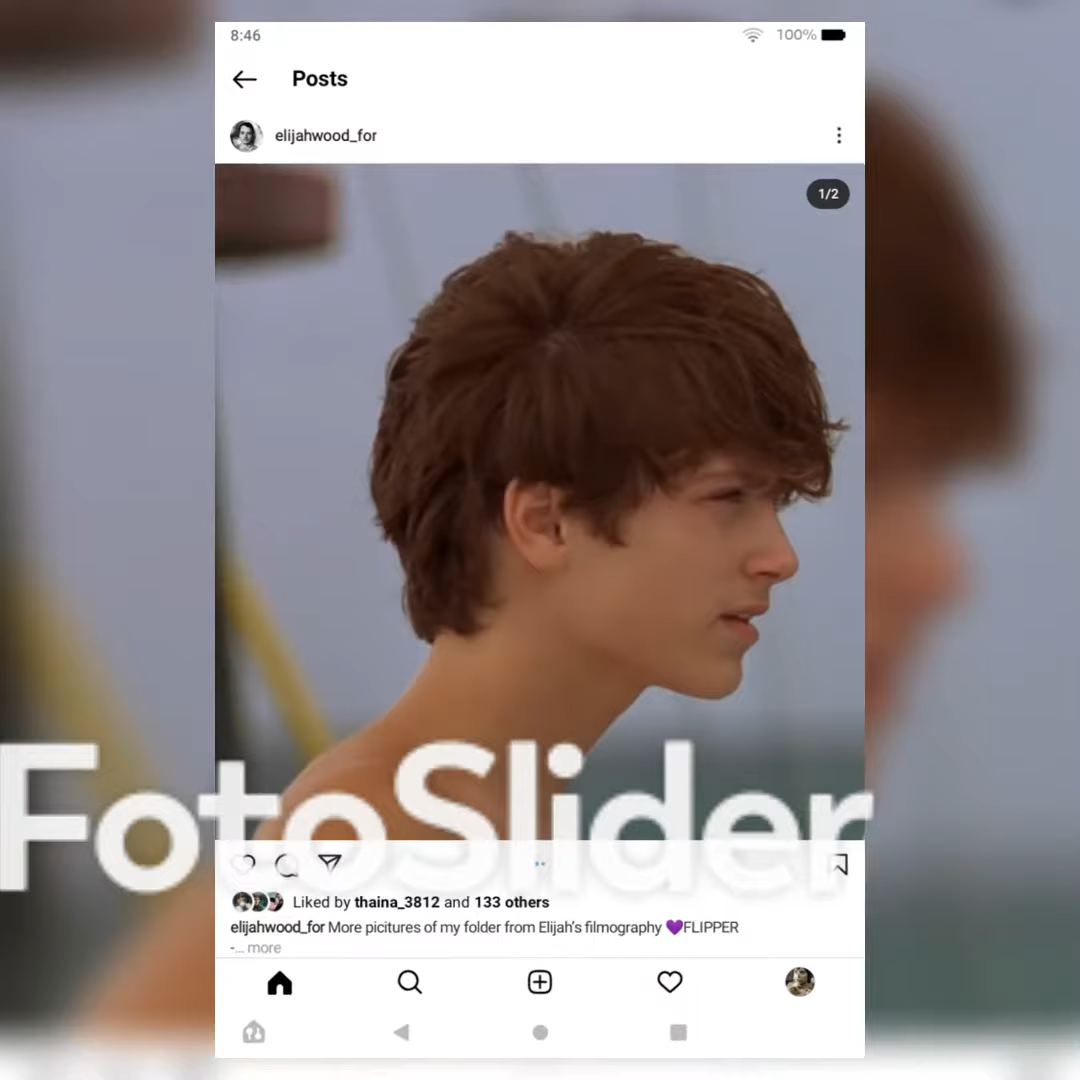 8:46
100%
Posts
elijahwood_for
1/2
FotoSlider
Liked by thaina_3812 and 133 others
elijahwood_for More picitures of my folder from Elijah's filmography 💜FLIPPER
-... more